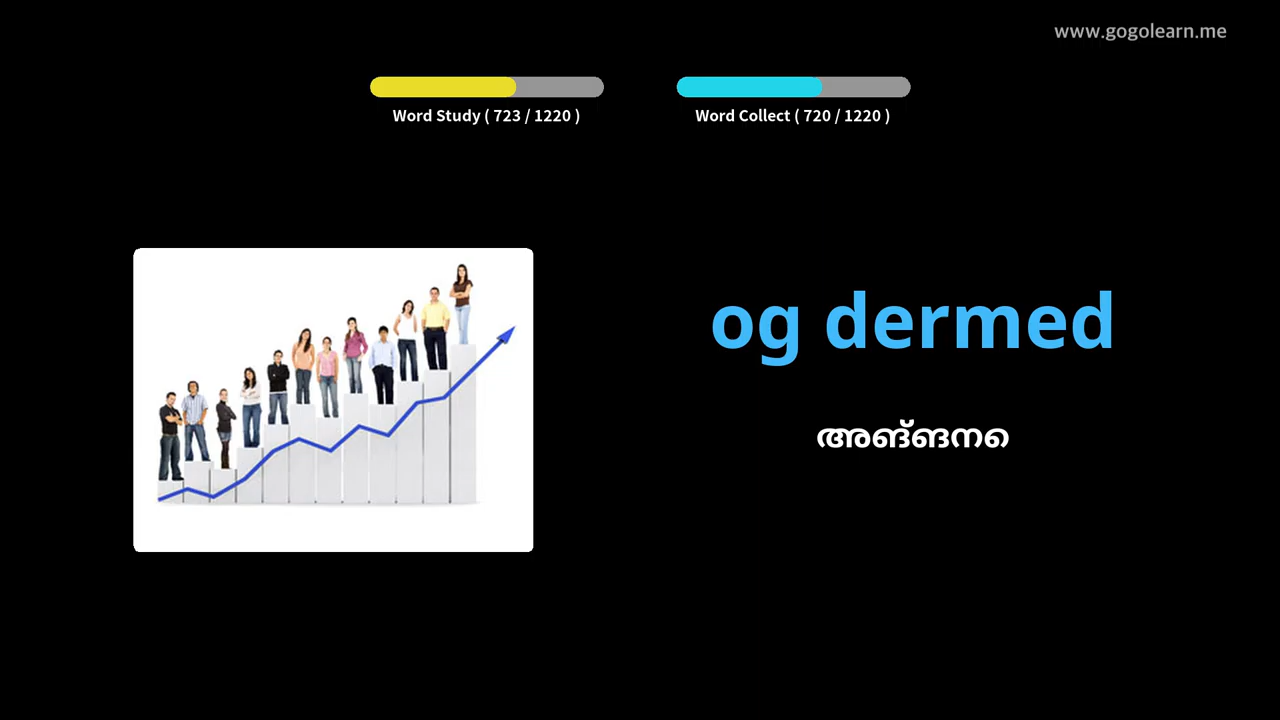 www.gogolearn.me
Word Study ( 723 / 1220 )
Word Collect ( 720 / 1220 )
og dermed
അങ്ങനെ